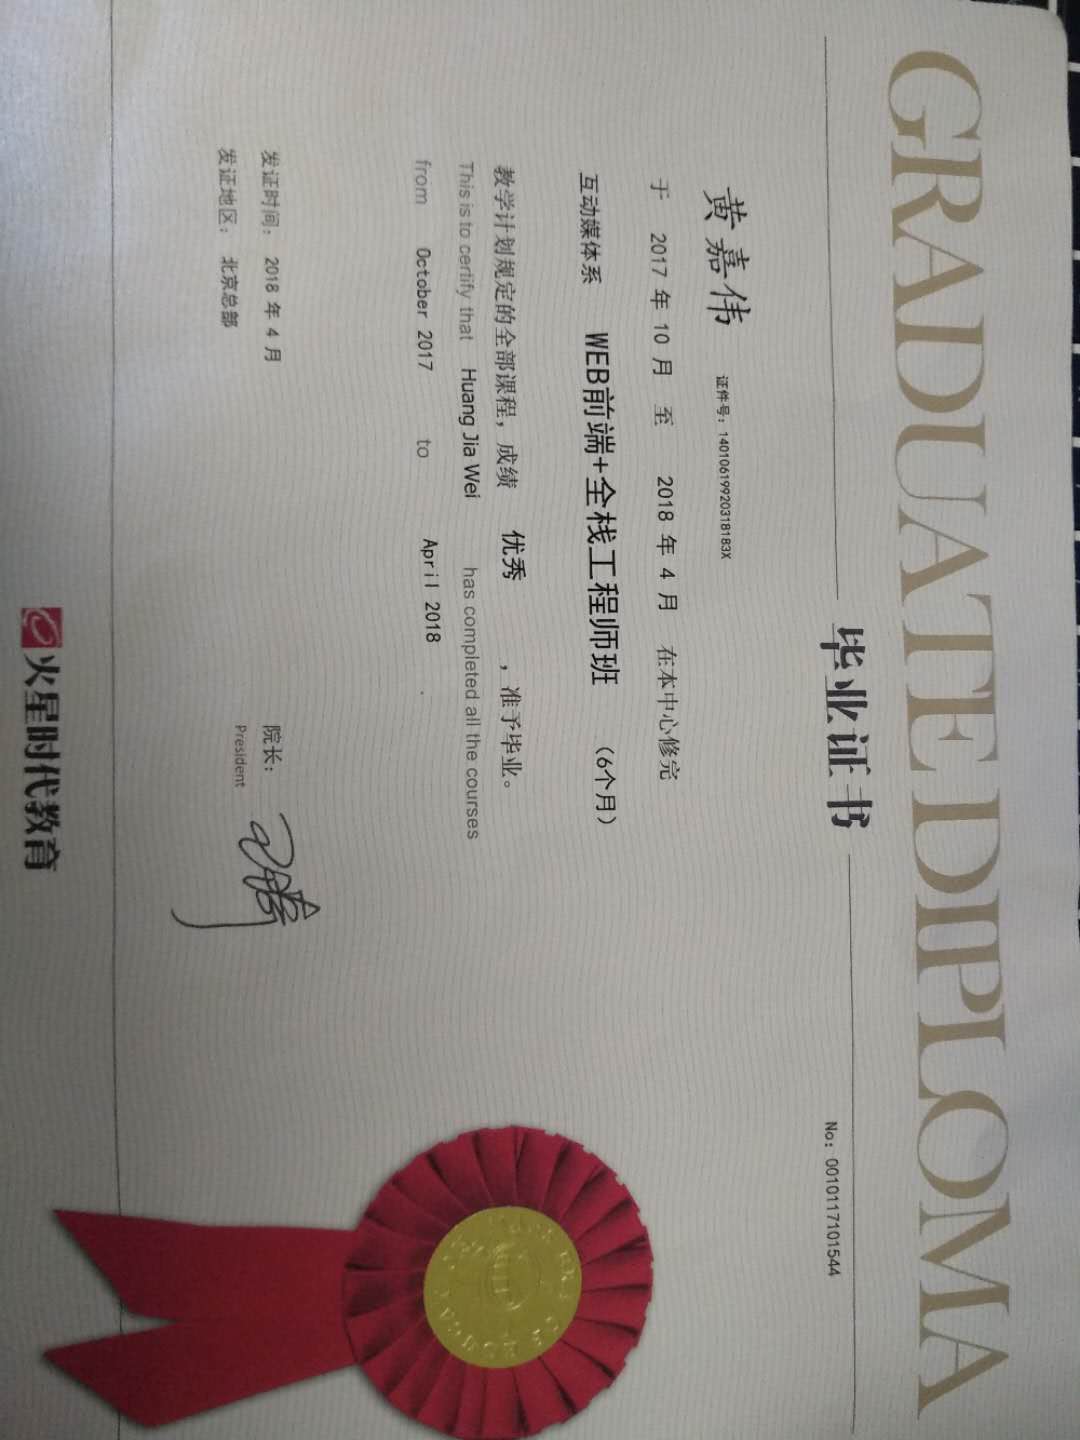 GRADUATE DIPLOMA
毕业证书
No: 0010117101544
黄嘉伟 证件号: 14010619920318183X
于 2017 年 10 月 至 2018 年 4 月 在本中心修完
互动媒体系 WEB前端+全栈工程师班 (6个月)
教学计划规定的全部课程, 成绩 优秀 , 准予毕业。
This is to certify that Huang Jia Wei has completed all the courses
from October 2017 to April 2018 .
发证时间: 2018 年 4 月
发证地区: 北京总部
院长:
President
火星时代教育